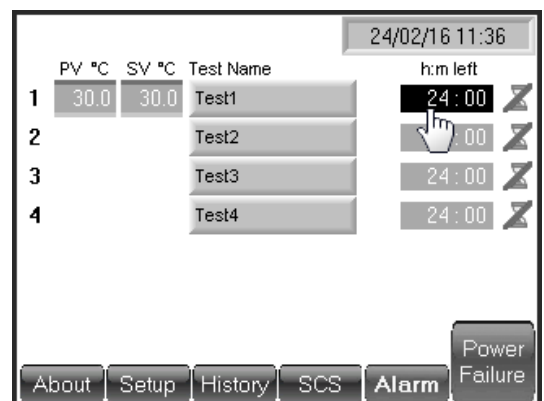 24/02/16 11:36
PV °C SV °C Test Name h:m left
1 30.0 30.0 Test1 24 : 00
2 Test2 : 00
3 Test3 24 : 00
4 Test4 24 : 00
Power
Failure
About Setup History SCS Alarm